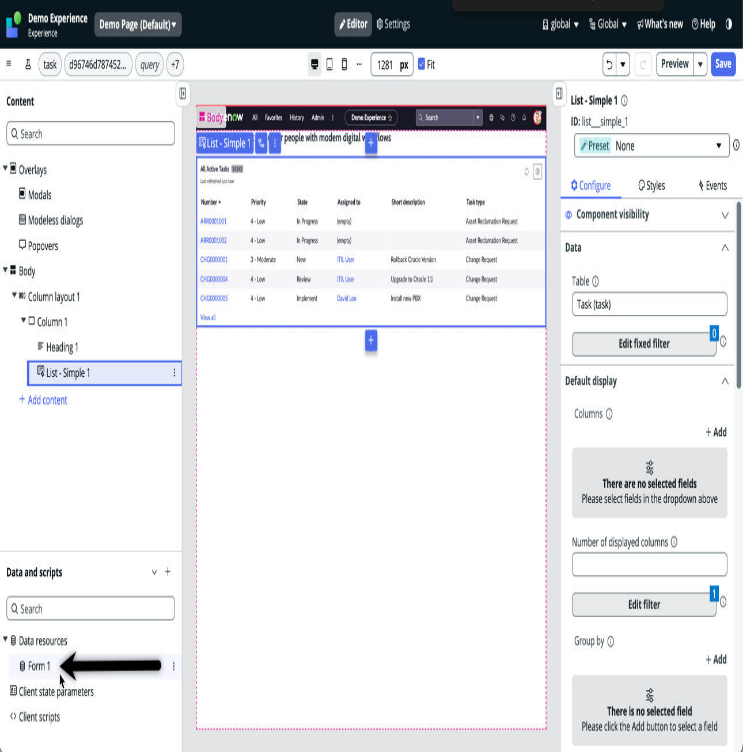 Demo Experience
Experience
Demo Page (Default)
Editor
Settings
global
Global
What's new
Help
task
d96746d787452...
query
+7
1281 px
Fit
Preview
Save
Content
Search
Overlays
Modals
Modeless dialogs
Popovers
Body
Column layout 1
Column 1
Heading 1
List - Simple 1
+ Add content
Data and scripts
Search
Data resources
Form 1
Client state parameters
Client scripts
Body
now
All Favorites History Admin
Demo Experience
Search
List - Simple 1
r people with modern digital w
lows
All Active Tasks
Last refreshed just now
Number Priority State Assigned to Short description Task type
ARR0001001 4 - Low In Progress (empty) Asset Reclamation Request
ARR0001002 4 - Low In Progress (empty) Asset Reclamation Request
CHG0000001 3 - Moderate New ITIL User Rollback Oracle Version Change Request
CHG0000004 4 - Low Review ITIL User Upgrade to Oracle 11i Change Request
CHG0000005 4 - Low Implement David Loo Install new PBX Change Request
View all
List - Simple 1
ID: list__simple_1
Preset None
Configure
Styles
Events
Component visibility
Data
Table
Task (task)
Edit fixed filter
0
Default display
Columns
+ Add
There are no selected fields
Please select fields in the dropdown above
Number of displayed columns
Edit filter
1
Group by
+ Add
There is no selected field
Please click the Add button to select a field